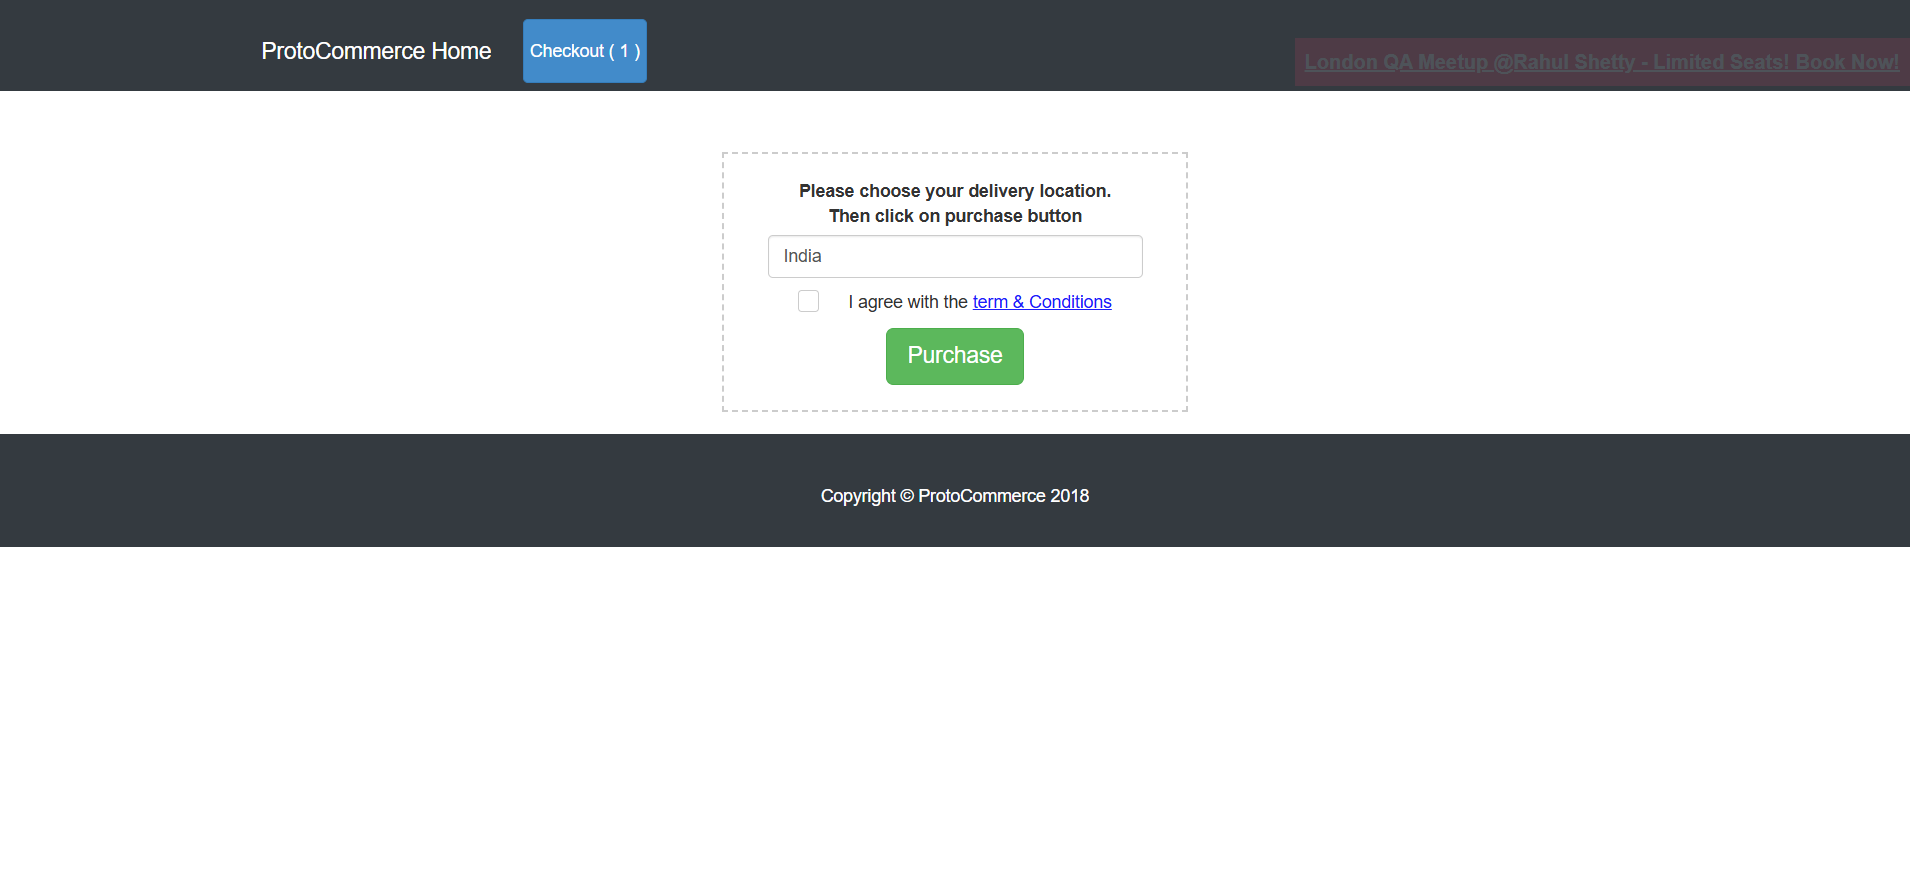 ProtoCommerce Home
Checkout ( 1 )
London QA Meetup @Rahul Shetty - Limited Seats! Book Now!
Please choose your delivery location.
Then click on purchase button
India
I agree with the term & Conditions
Purchase
Copyright © ProtoCommerce 2018